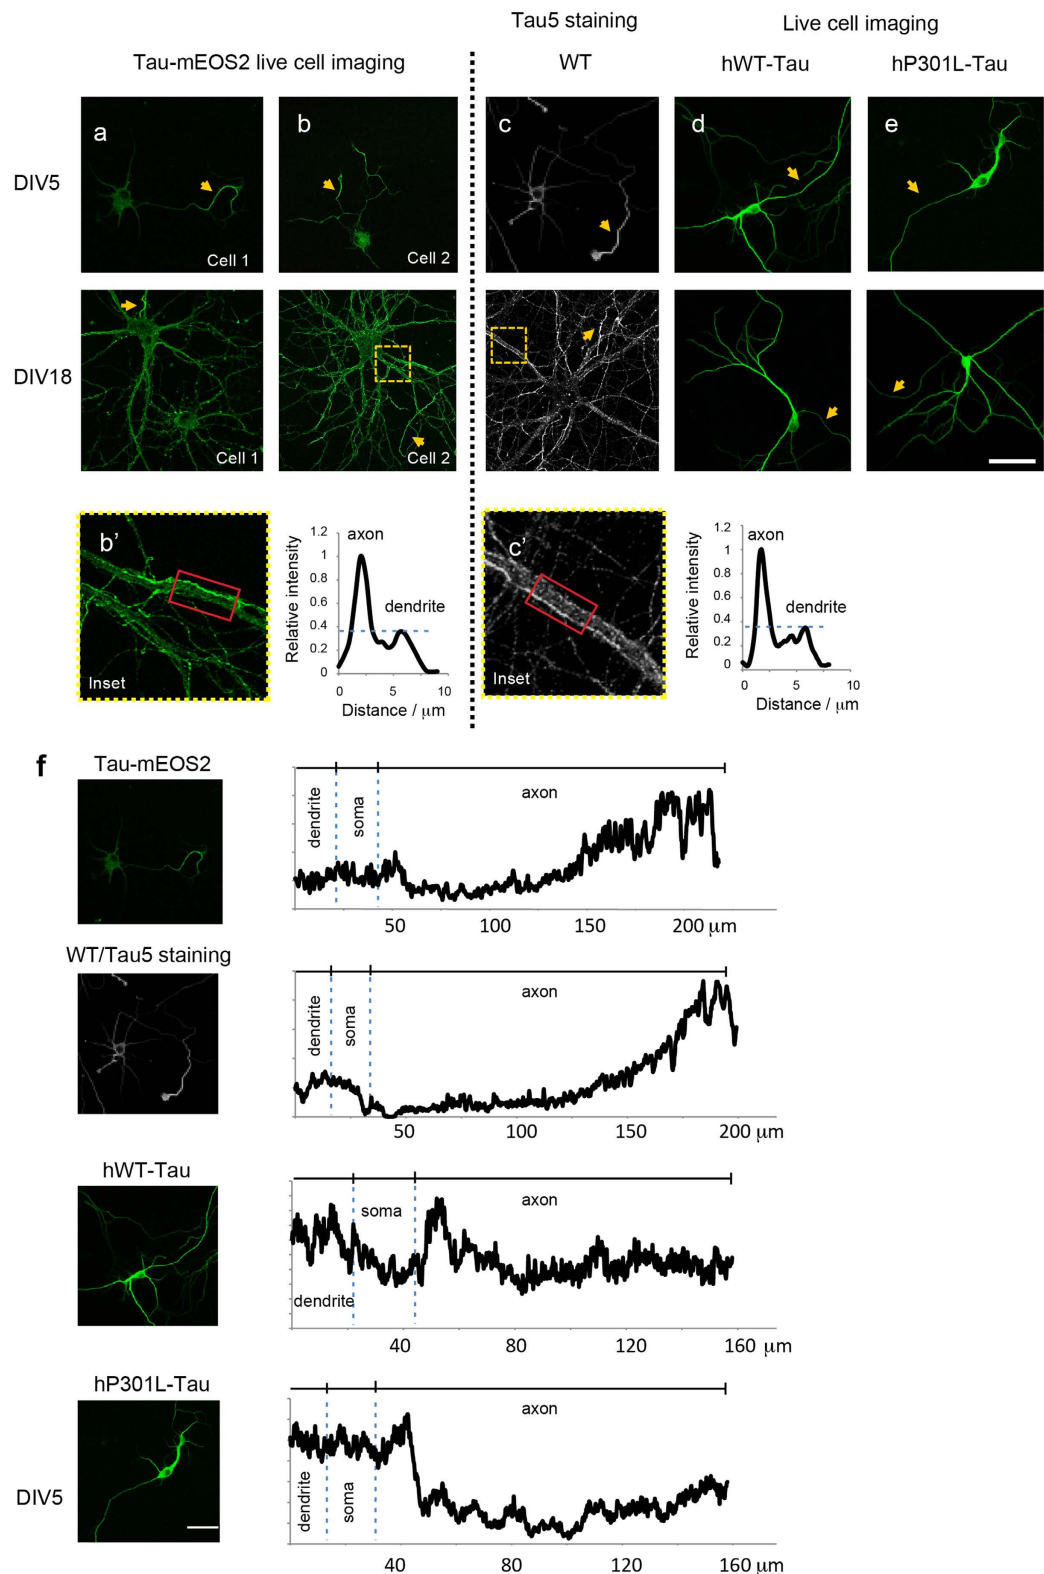 Tau5 staining Live cell imaging
Tau-mEOS2 live cell imaging WT hWT-Tau hP301L-Tau
DIV5
a
Cell 1
b
Cell 2
c
d
e
DIV18
Cell 1
Cell 2
b’
Inset
Relative intensity
1.2
1
0.8
0.6
0.4
0.2
0
axon
dendrite
0 5 10
Distance / μm
c’
Inset
Relative intensity
1.2
1
0.8
0.6
0.4
0.2
0
axon
dendrite
0 5 10
Distance / μm
f
Tau-mEOS2
dendrite
soma
axon
50 100 150 200 μm
WT/Tau5 staining
dendrite
soma
axon
50 100 150 200 μm
hWT-Tau
dendrite
soma
axon
40 80 120 160 μm
hP301L-Tau
DIV5
dendrite
soma
axon
40 80 120 160 μm